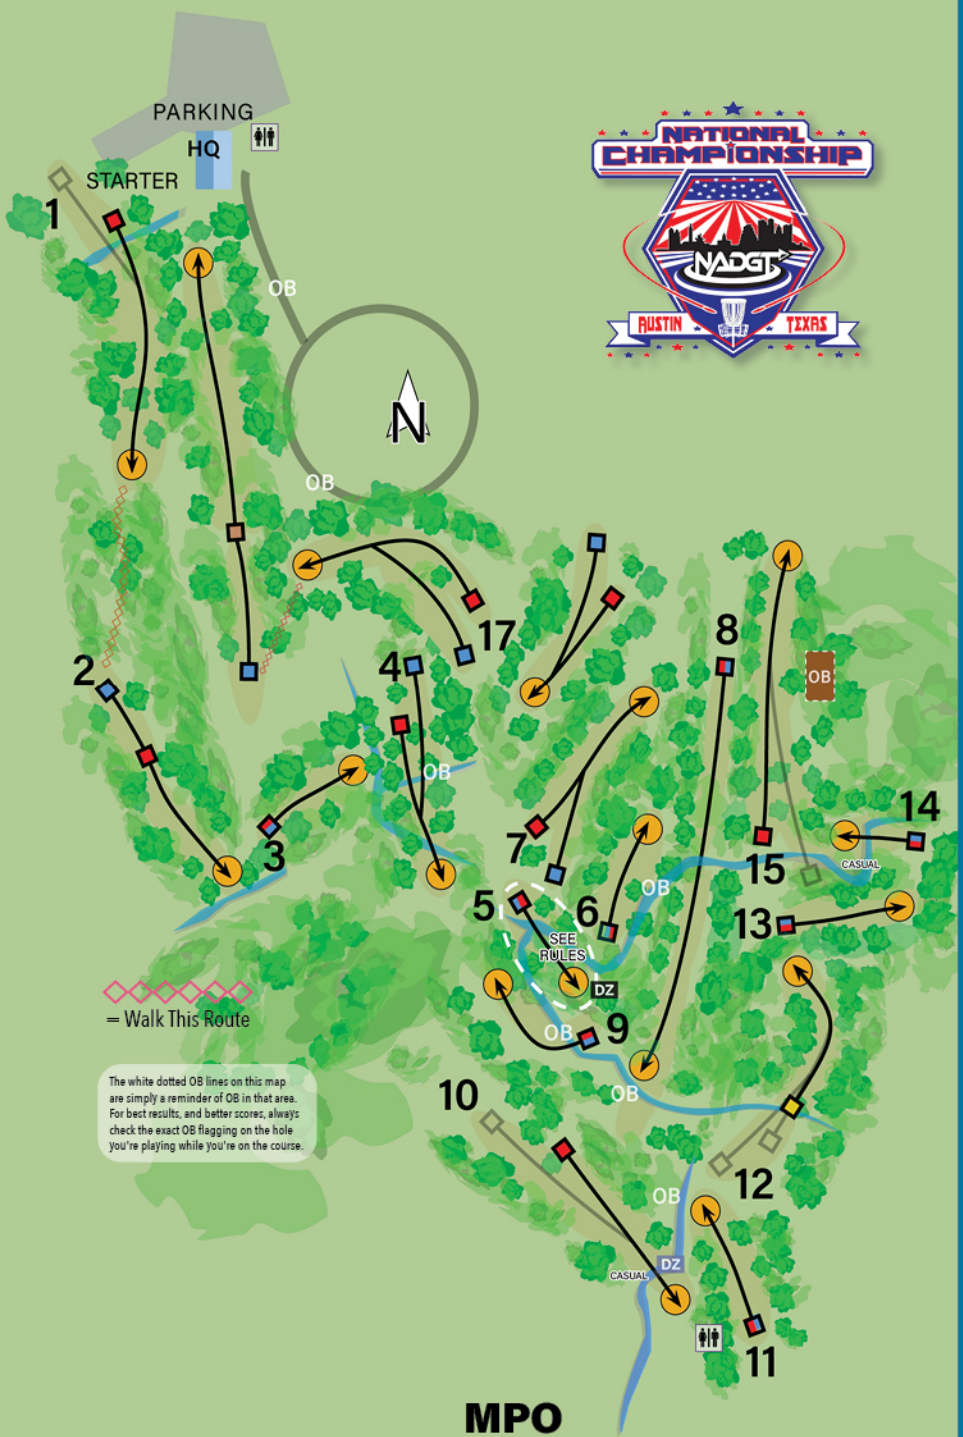 PARKING
HQ
STARTER
1
NATIONAL
CHAMPIONSHIP
NADGT
AUSTIN TEXAS
OB
N
OB
17
8
4
2
OB
OB
14
7
3
15
CASUAL
OB
5
6
13
SEE
RULES
DZ
= Walk This Route
OB
9
The white dotted OB lines on this map
are simply a reminder of OB in that area.
For best results, and better scores, always
check the exact OB flagging on the hole
you're playing while you're on the course.
10
OB
12
OB
DZ
CASUAL
11
MPO